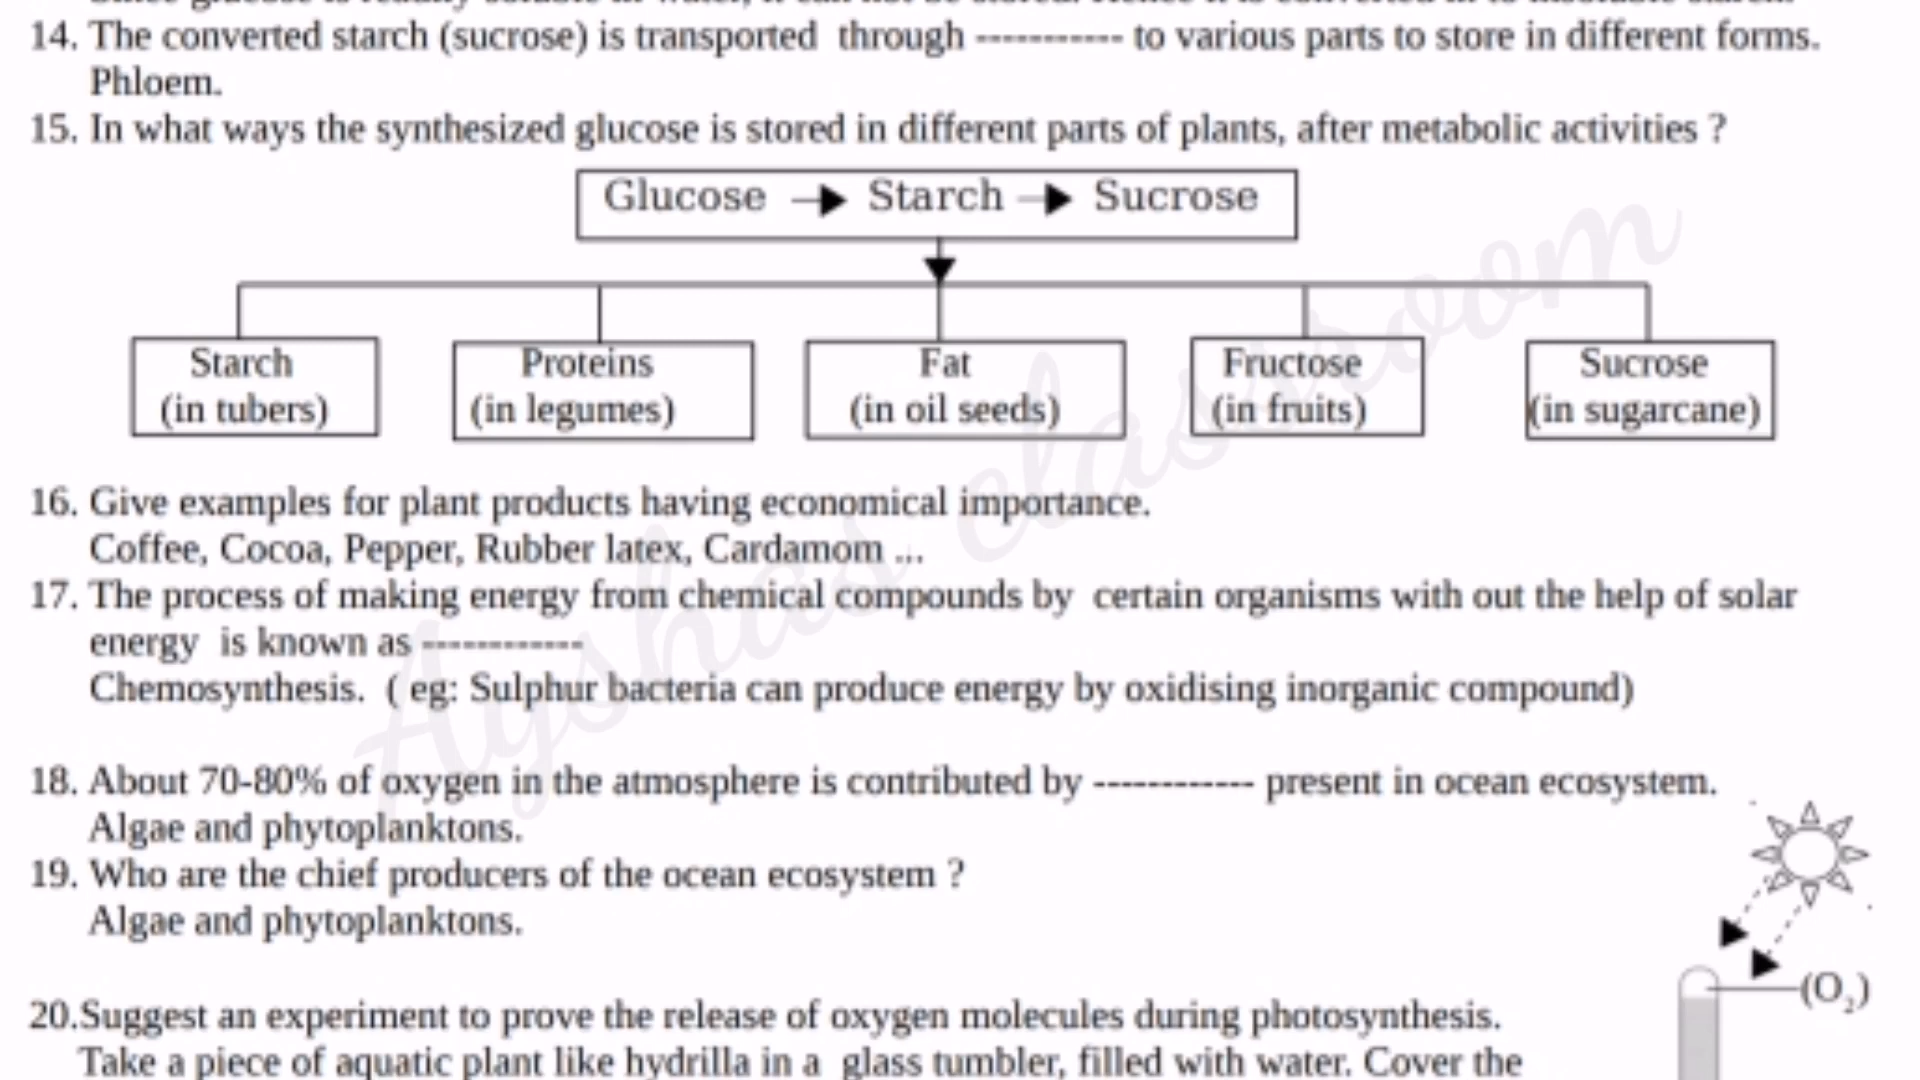 14. The converted starch (sucrose) is transported through ----------- to various parts to store in different forms.
Phloem.
15. In what ways the synthesized glucose is stored in different parts of plants, after metabolic activities ?
Glucose → Starch → Sucrose
Starch
(in tubers)
Proteins
(in legumes)
Fat
(in oil seeds)
Fructose
(in fruits)
Sucrose
(in sugarcane)
16. Give examples for plant products having economical importance.
Coffee, Cocoa, Pepper, Rubber latex, Cardamom ...
17. The process of making energy from chemical compounds by certain organisms with out the help of solar
energy is known as ------------
Chemosynthesis. ( eg: Sulphur bacteria can produce energy by oxidising inorganic compound)
18. About 70-80% of oxygen in the atmosphere is contributed by ------------ present in ocean ecosystem.
Algae and phytoplanktons.
19. Who are the chief producers of the ocean ecosystem ?
Algae and phytoplanktons.
(O₂)
20.Suggest an experiment to prove the release of oxygen molecules during photosynthesis.
Take a piece of aquatic plant like hydrilla in a glass tumbler, filled with water. Cover the
Ayshas classroom